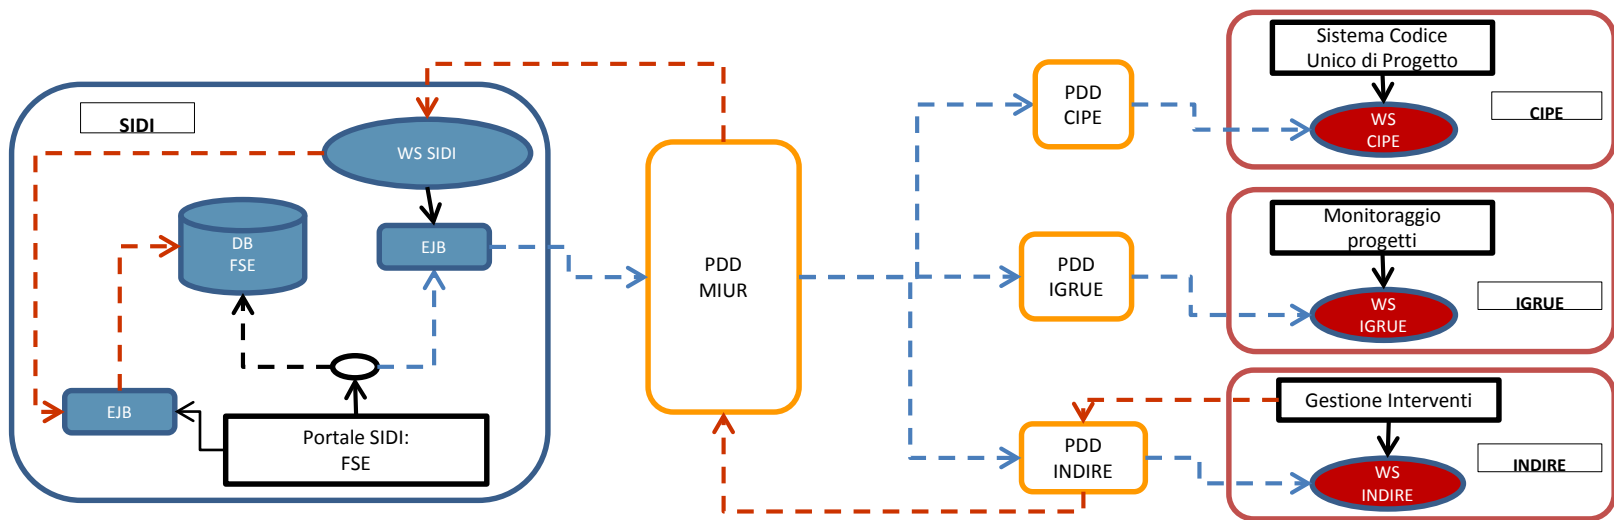 SIDI
WS SIDI
DB
FSE
EJB
EJB
Portale SIDI:
FSE
PDD
MIUR
PDD
CIPE
PDD
IGRUE
PDD
INDIRE
Sistema Codice
Unico di Progetto
WS
CIPE
CIPE
Monitoraggio
progetti
WS
IGRUE
IGRUE
Gestione Interventi
WS
INDIRE
INDIRE